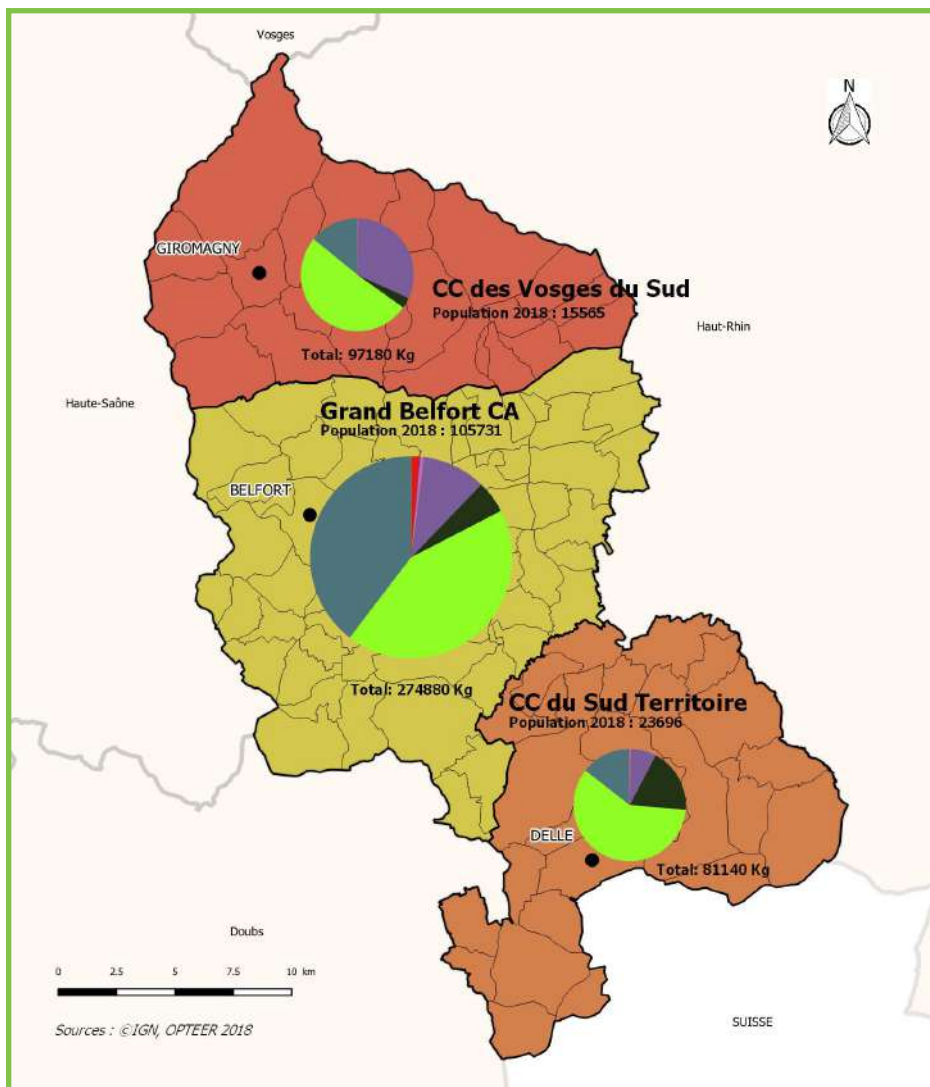 Vosges
N
GIROMAGNY
CC des Vosges du Sud
Population 2018 : 15565
Haut-Rhin
Total: 97180 Kg
Haute-Saône
Grand Belfort CA
Population 2018 : 105731
BELFORT
Total: 274880 Kg
CC du Sud Territoire
Population 2018 : 23696
DELLE
Total: 81140 Kg
Doubs
0 2.5 5 7.5 10 km
SUISSE
Sources : ©IGN, OPTEER 2018